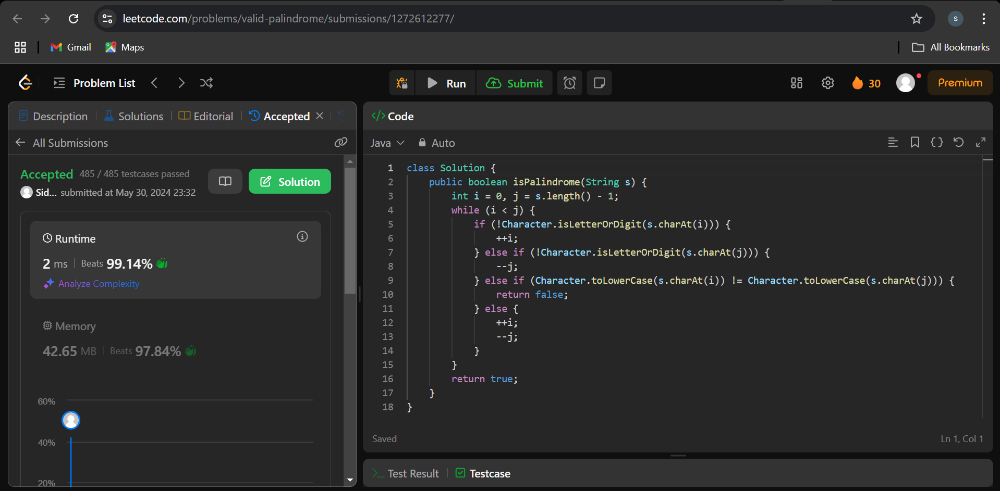 leetcode.com/problems/valid-palindrome/submissions/1272612277/
s
Gmail
Maps
All Bookmarks
Problem List
Run
Submit
30
Premium
Description
Solutions
Editorial
Accepted
All Submissions
Accepted 485 / 485 testcases passed
Sid... submitted at May 30, 2024 23:32
Solution
Runtime
2 ms | Beats 99.14%
Analyze Complexity
Memory
42.65 MB | Beats 97.84%
60%
40%
20%
</> Code
Java
Auto
1 class Solution {
2     public boolean isPalindrome(String s) {
3         int i = 0, j = s.length() - 1;
4         while (i < j) {
5             if (!Character.isLetterOrDigit(s.charAt(i))) {
6                 ++i;
7             } else if (!Character.isLetterOrDigit(s.charAt(j))) {
8                 --j;
9             } else if (Character.toLowerCase(s.charAt(i)) != Character.toLowerCase(s.charAt(j))) {
10                 return false;
11             } else {
12                 ++i;
13                 --j;
14             }
15         }
16         return true;
17     }
18 }
Saved
Ln 1, Col 1
Test Result
Testcase